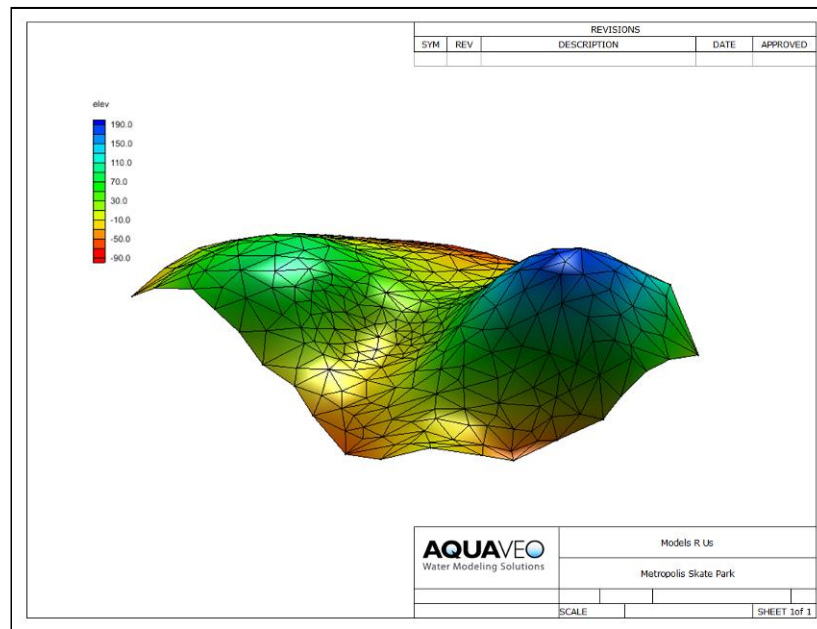 REVISIONS
SYM REV DESCRIPTION DATE APPROVED
elev
190.0
150.0
110.0
70.0
30.0
-10.0
-50.0
-90.0
AQUAVEO
Water Modeling Solutions
Models R Us
Metropolis Skate Park
SCALE
SHEET 1of 1